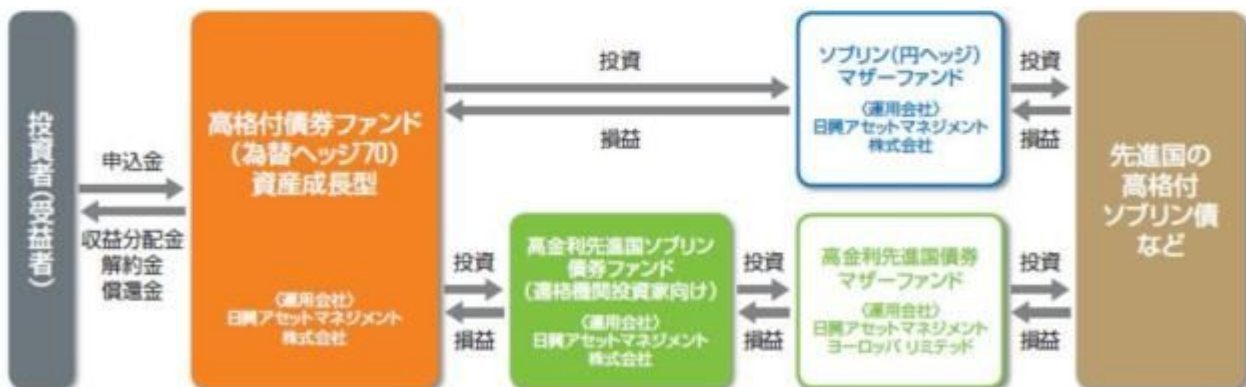 投資者(受益者)
申込金
収益分配金
解約金
償還金
高格付債券ファンド
(為替ヘッジ70)
資産成長型
〈運用会社〉
日興アセットマネジメント
株式会社
投資
損益
ソブリン(円ヘッジ)
マザーファンド
〈運用会社〉
日興アセットマネジメント
株式会社
投資
損益
投資
損益
高金利先進国ソブリン
債券ファンド
(適格機関投資家向け)
〈運用会社〉
日興アセットマネジメント
株式会社
投資
損益
高金利先進国債券
マザーファンド
〈運用会社〉
日興アセットマネジメント
ヨーロッパ リミテッド
投資
損益
先進国の
高格付
ソブリン債
など